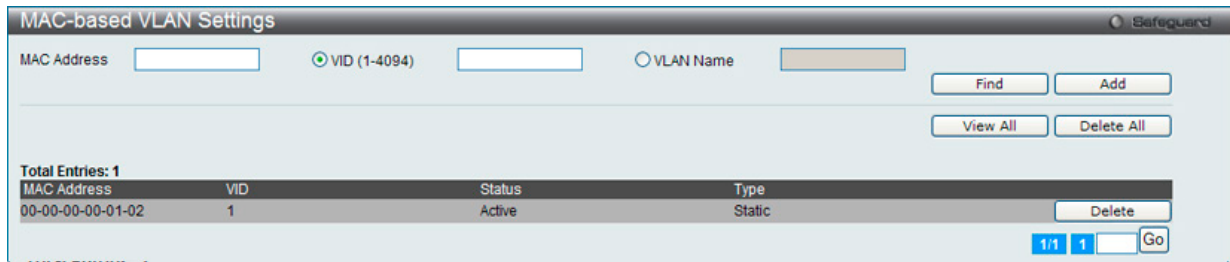 MAC-based VLAN Settings Safeguard
MAC Address VID (1-4094) VLAN Name
Find Add
View All Delete All
Total Entries: 1
MAC Address VID Status Type
00-00-00-00-01-02 1 Active Static Delete
1/1 1 Go